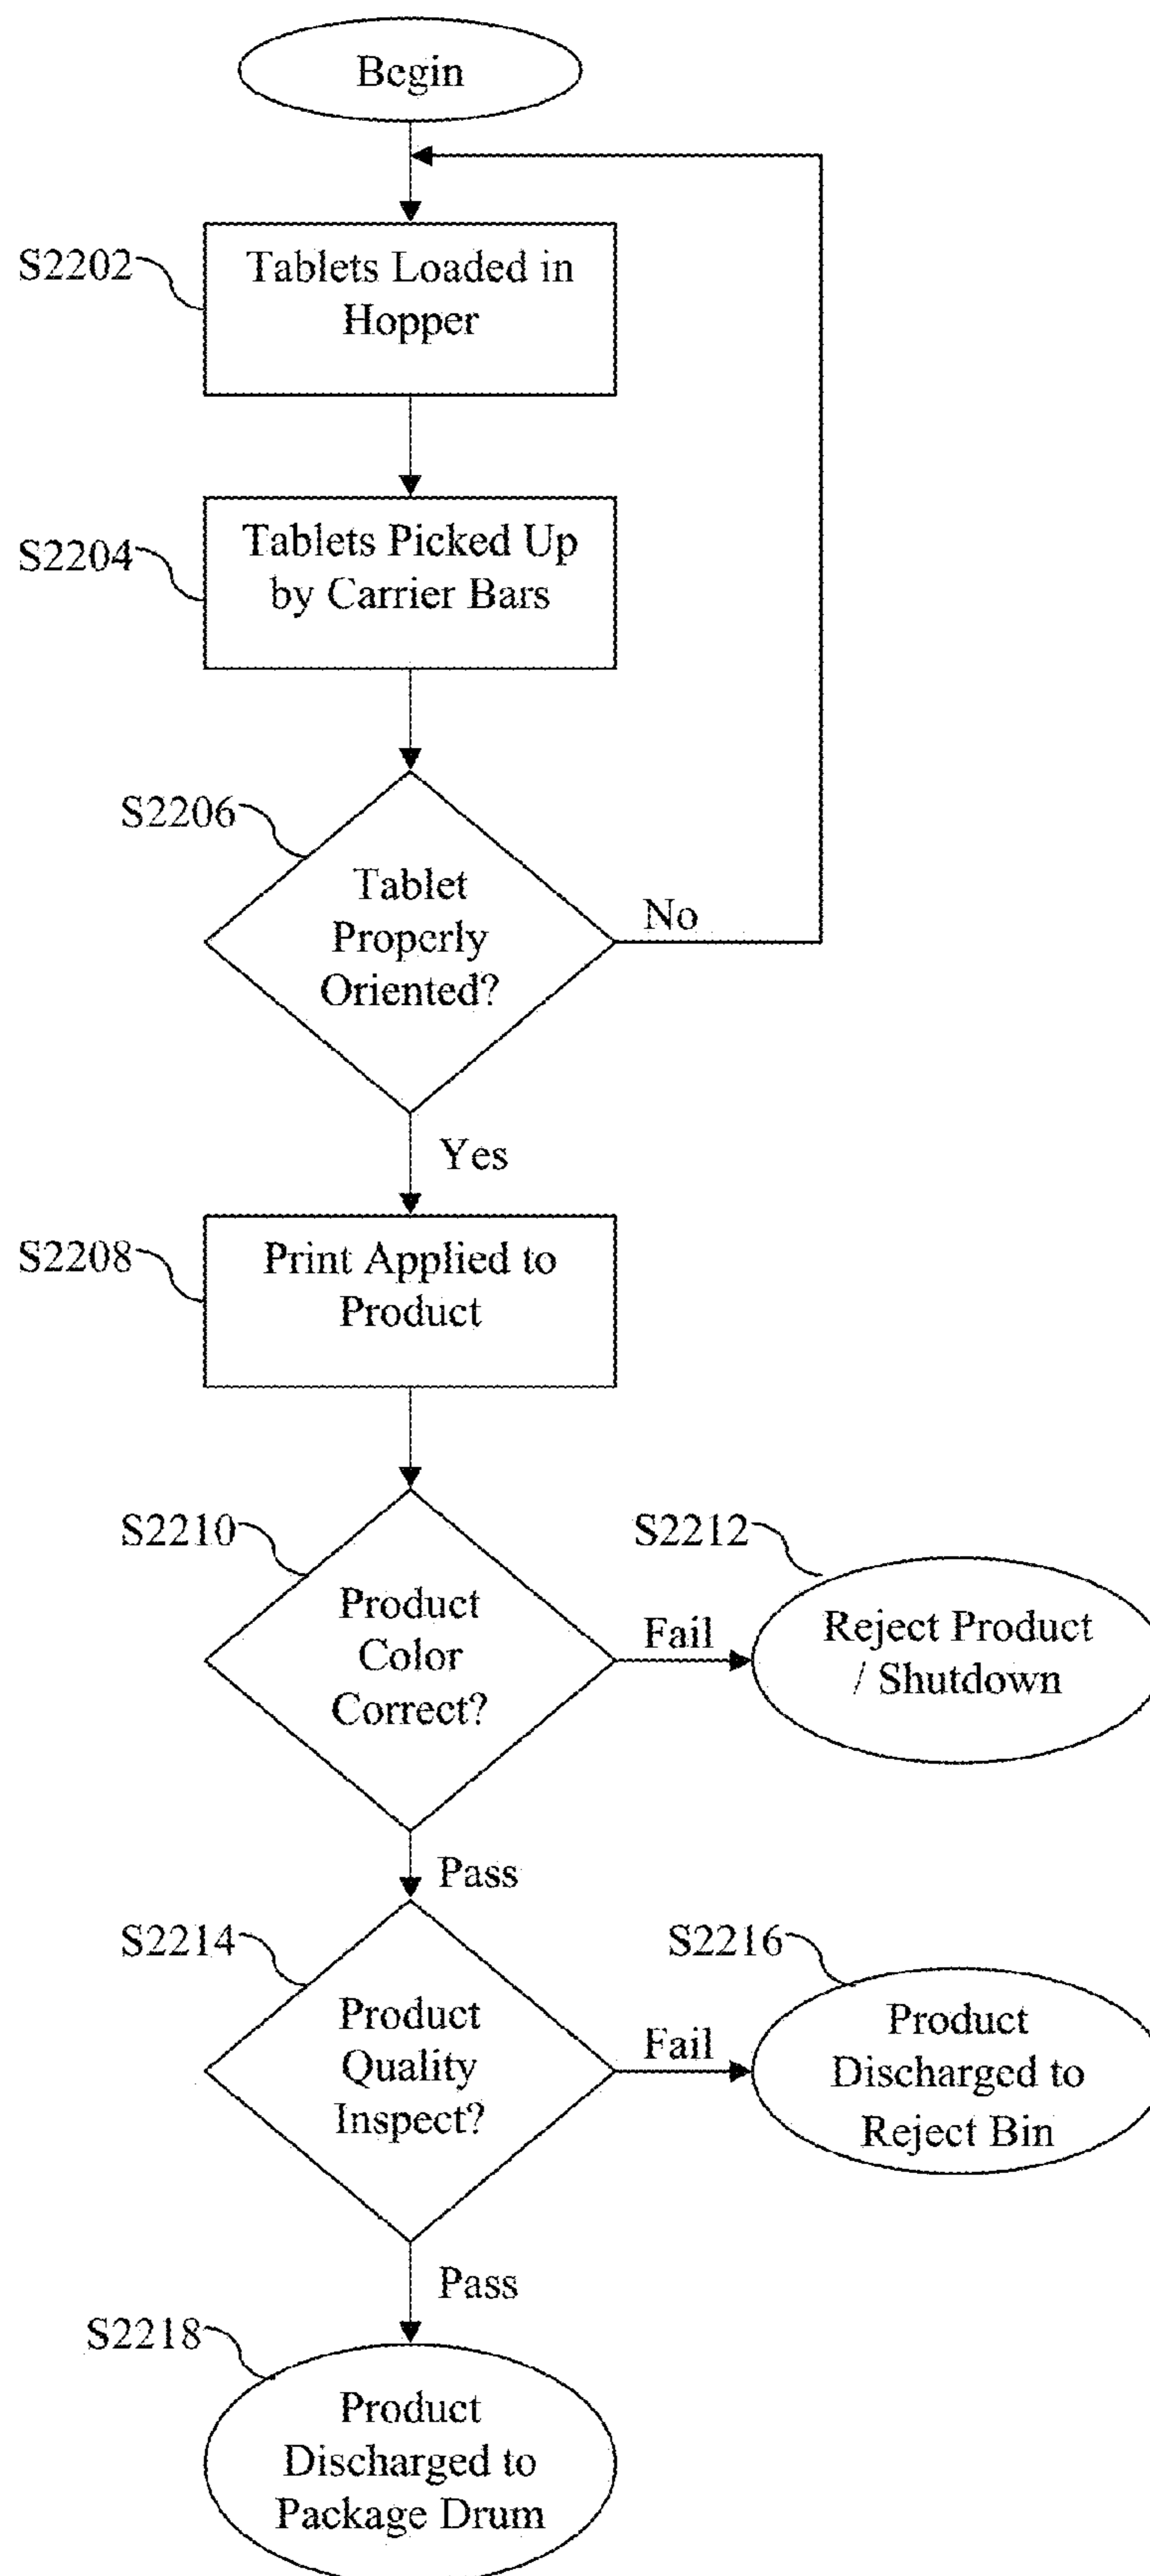 Begin
S2202
Tablets Loaded in
Hopper
S2204
Tablets Picked Up
by Carrier Bars
S2206
Tablet
Properly
Oriented?
No
Yes
S2208
Print Applied to
Product
S2210
Product
Color
Correct?
Fail
S2212
Reject Product
/ Shutdown
Pass
S2214
Product
Quality
Inspect?
Fail
S2216
Product
Discharged to
Reject Bin
Pass
S2218
Product
Discharged to
Package Drum